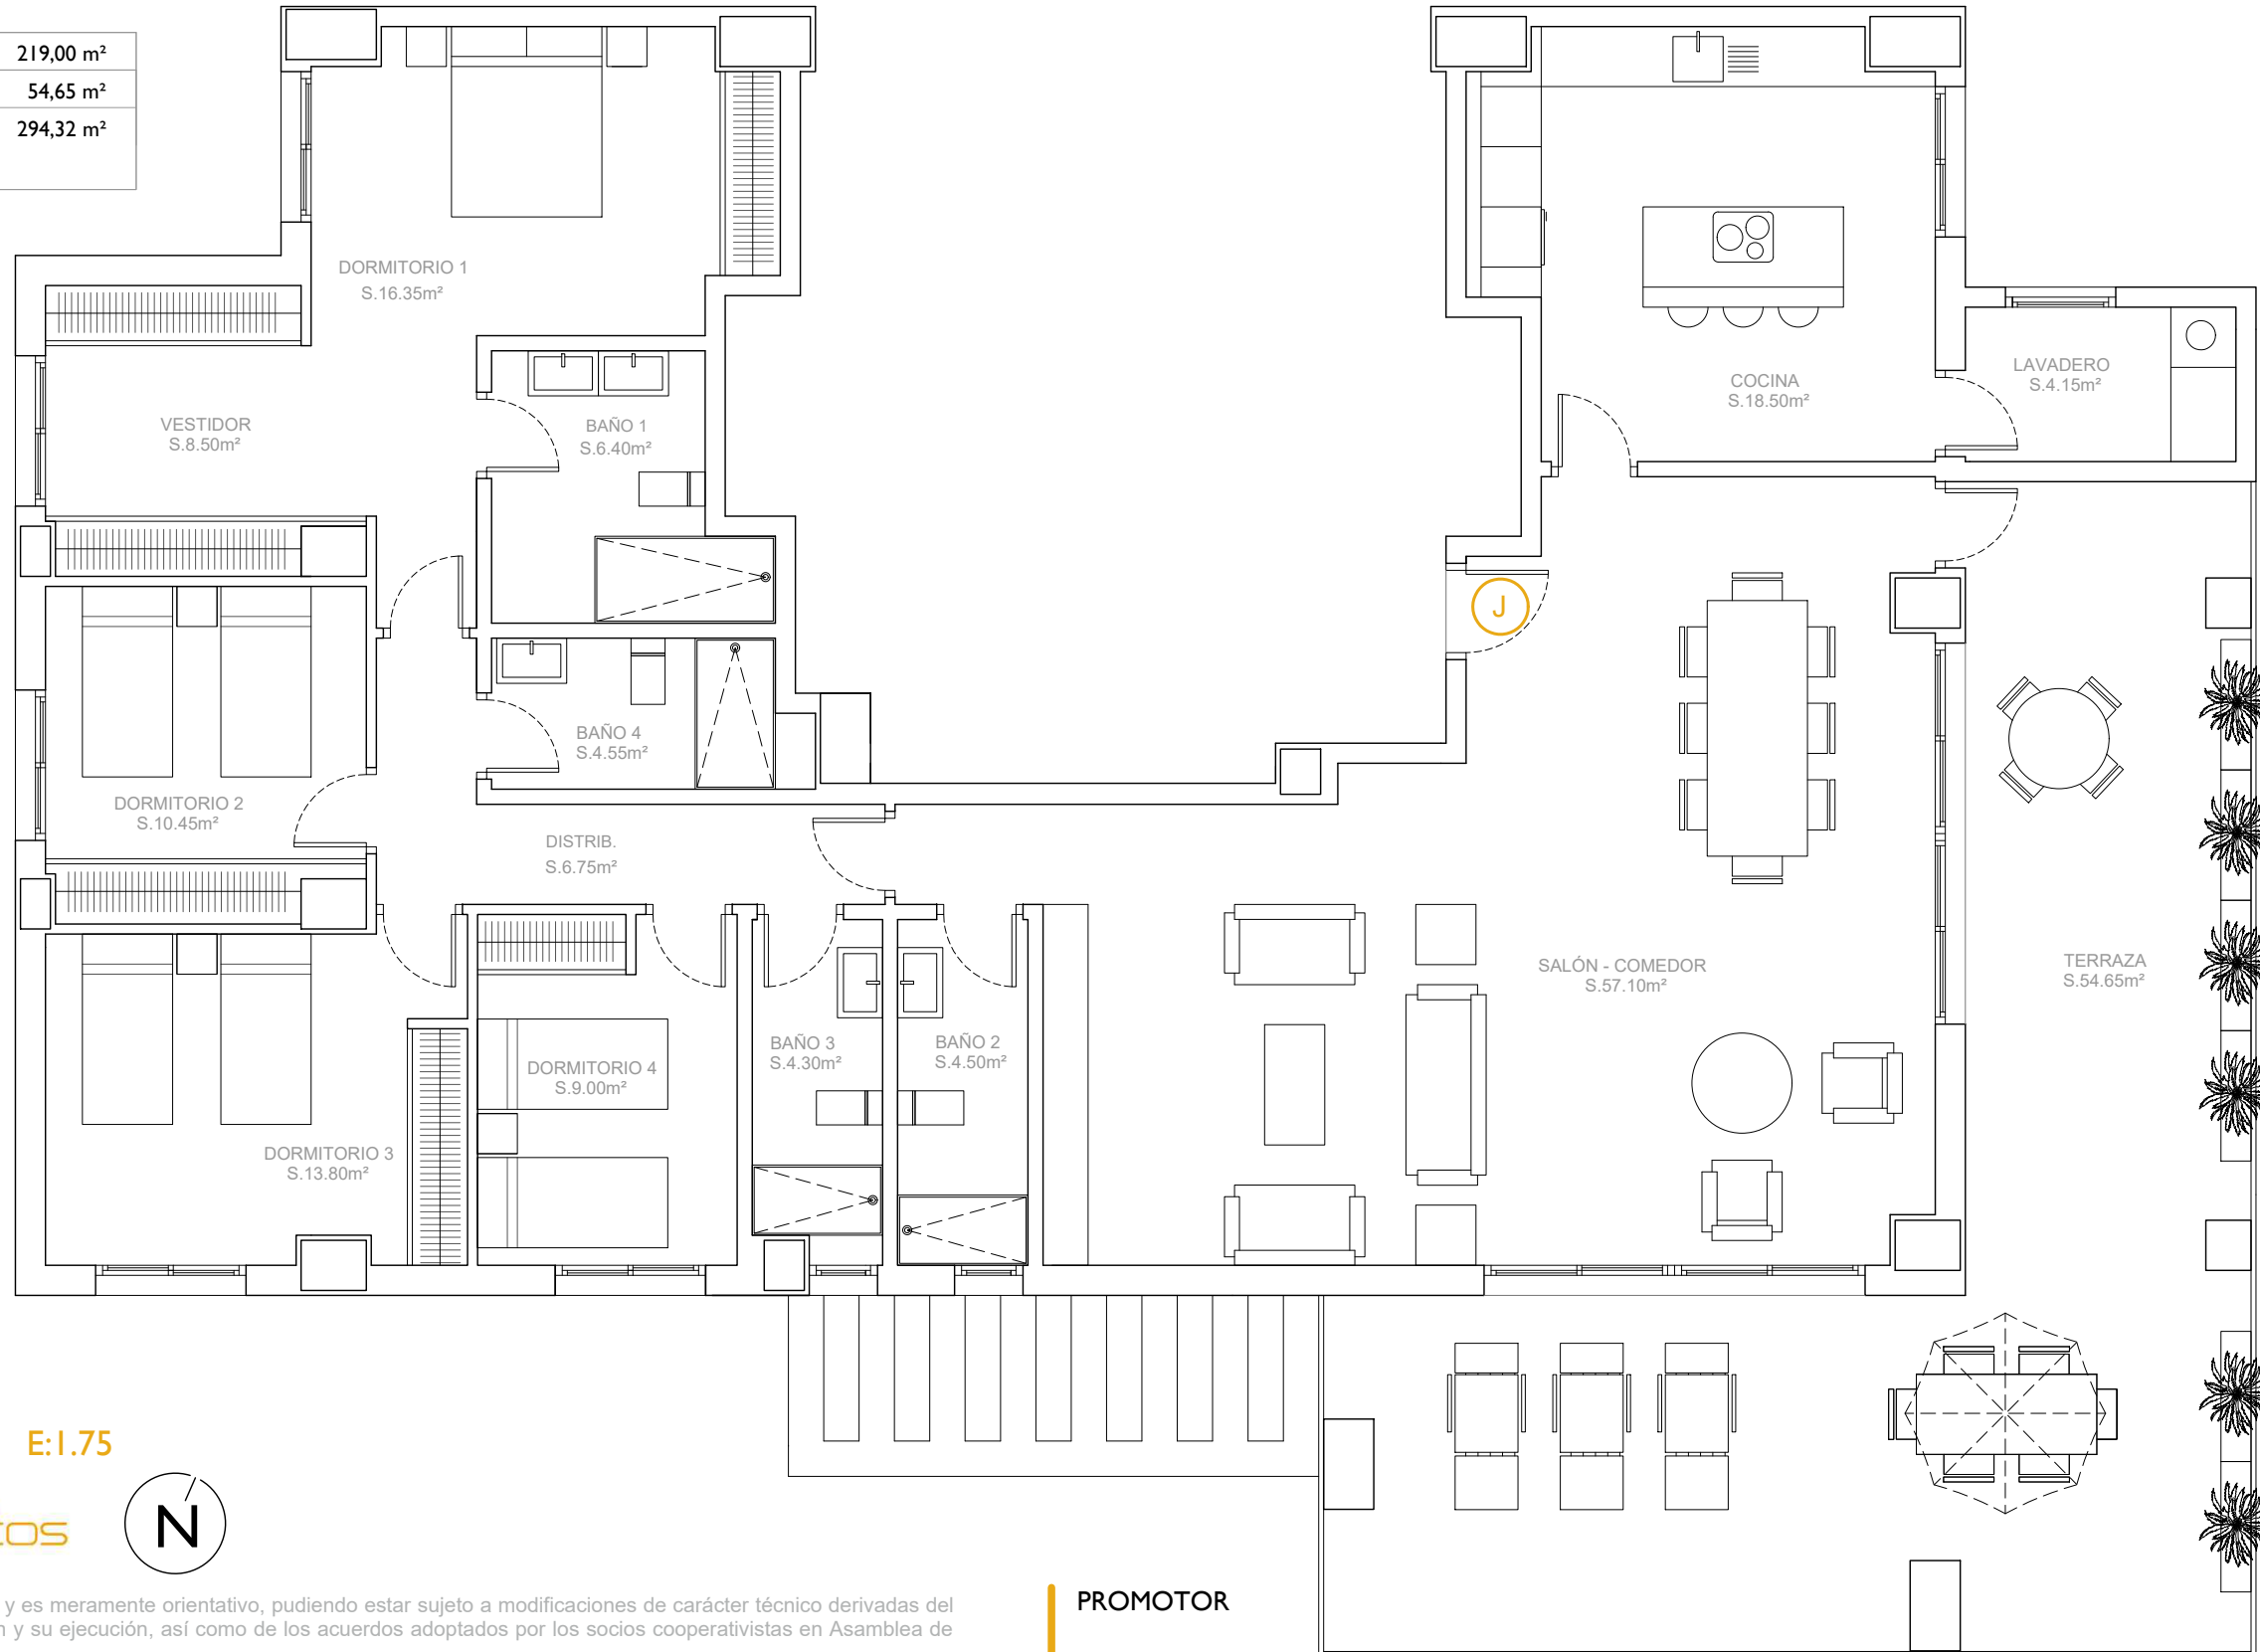 219,00 m²
54,65 m²
294,32 m²
DORMITORIO 1
S.16.35m²
VESTIDOR
S.8.50m²
BAÑO 1
S.6.40m²
COCINA
S.18.50m²
LAVADERO
S.4.15m²
J
BAÑO 4
S.4.55m²
DORMITORIO 2
S.10.45m²
DISTRIB.
S.6.75m²
SALÓN - COMEDOR
S.57.10m²
TERRAZA
S.54.65m²
BAÑO 3
S.4.30m²
BAÑO 2
S.4.50m²
DORMITORIO 4
S.9.00m²
DORMITORIO 3
S.13.80m²
E:1.75
N
y es meramente orientativo, pudiendo estar sujeto a modificaciones de carácter técnico derivadas del
y su ejecución, así como de los acuerdos adoptados por los socios cooperativistas en Asamblea de
PROMOTOR